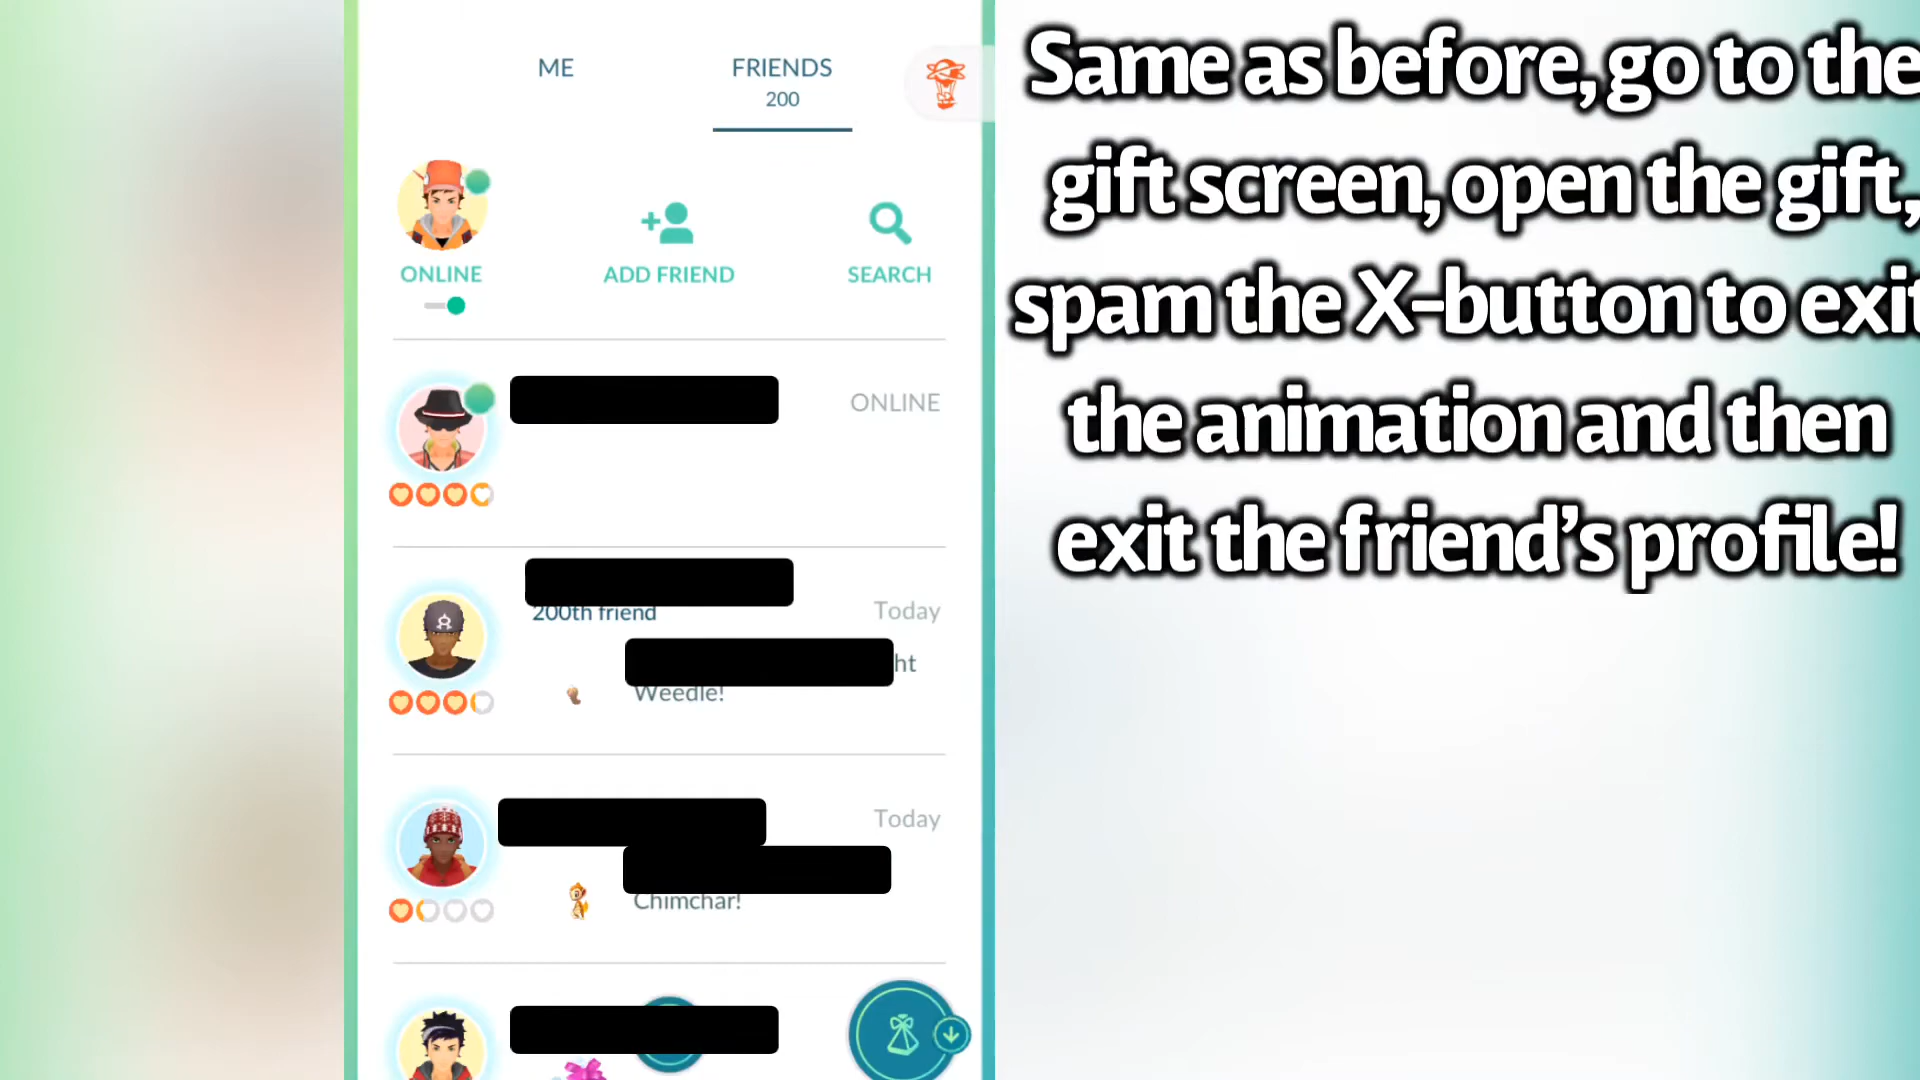 ME
FRIENDS
200
ONLINE
ADD FRIEND
SEARCH
ONLINE
200th friend
Today
ht
Weedle!
Today
Chimchar!
Same as before, go to the
gift screen, open the gift,
spam the X-button to exit
the animation and then
exit the friend's profile!